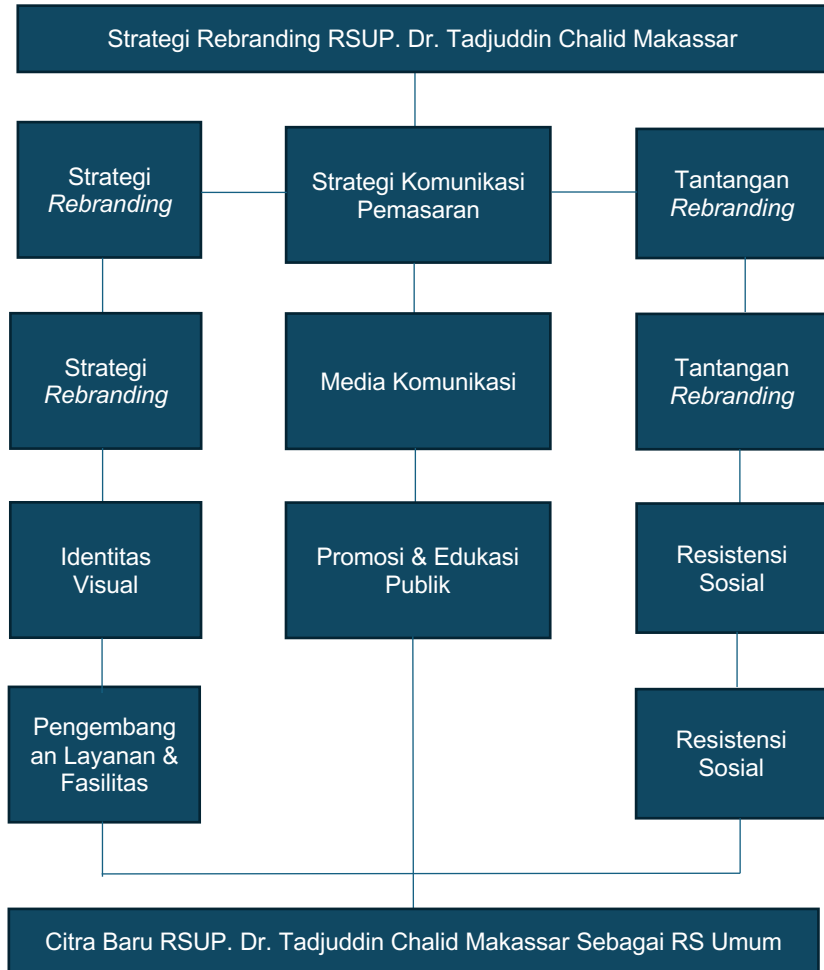 Strategi Rebranding RSUP. Dr. Tadjuddin Chalid Makassar
Strategi
Rebranding
Strategi Komunikasi
Pemasaran
Tantangan
Rebranding
Strategi
Rebranding
Media Komunikasi
Tantangan
Rebranding
Identitas
Visual
Promosi & Edukasi
Publik
Resistensi
Sosial
Pengembang
an Layanan &
Fasilitas
Resistensi
Sosial
Citra Baru RSUP. Dr. Tadjuddin Chalid Makassar Sebagai RS Umum